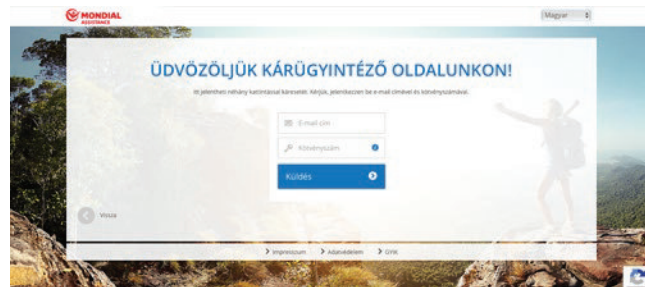 MONDIAL
ASSISTANCE
Magyar
ÜDVÖZÖLJÜK KÁRÜGYINTÉZŐ OLDALUNKON!
Itt jelentheti néhány kattintással káresetét. Kérjük, jelentkezzen be e-mail címével és kötvényszámával.
E-mail cím
Kötvényszám
Küldés
Vissza
Impresszum
Adatvédelem
GYIK